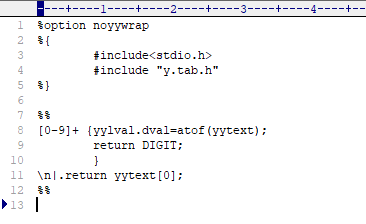 ----+----1----+----2----+----3----+----4----+--
1 %option noyywrap
2 %{
3 #include<stdio.h>
4 #include "y.tab.h"
5 %}
6
7 %%
8 [0-9]+ {yylval.dval=atof(yytext);
9 return DIGIT;
10 }
11 \n|.return yytext[0];
12 %%
13